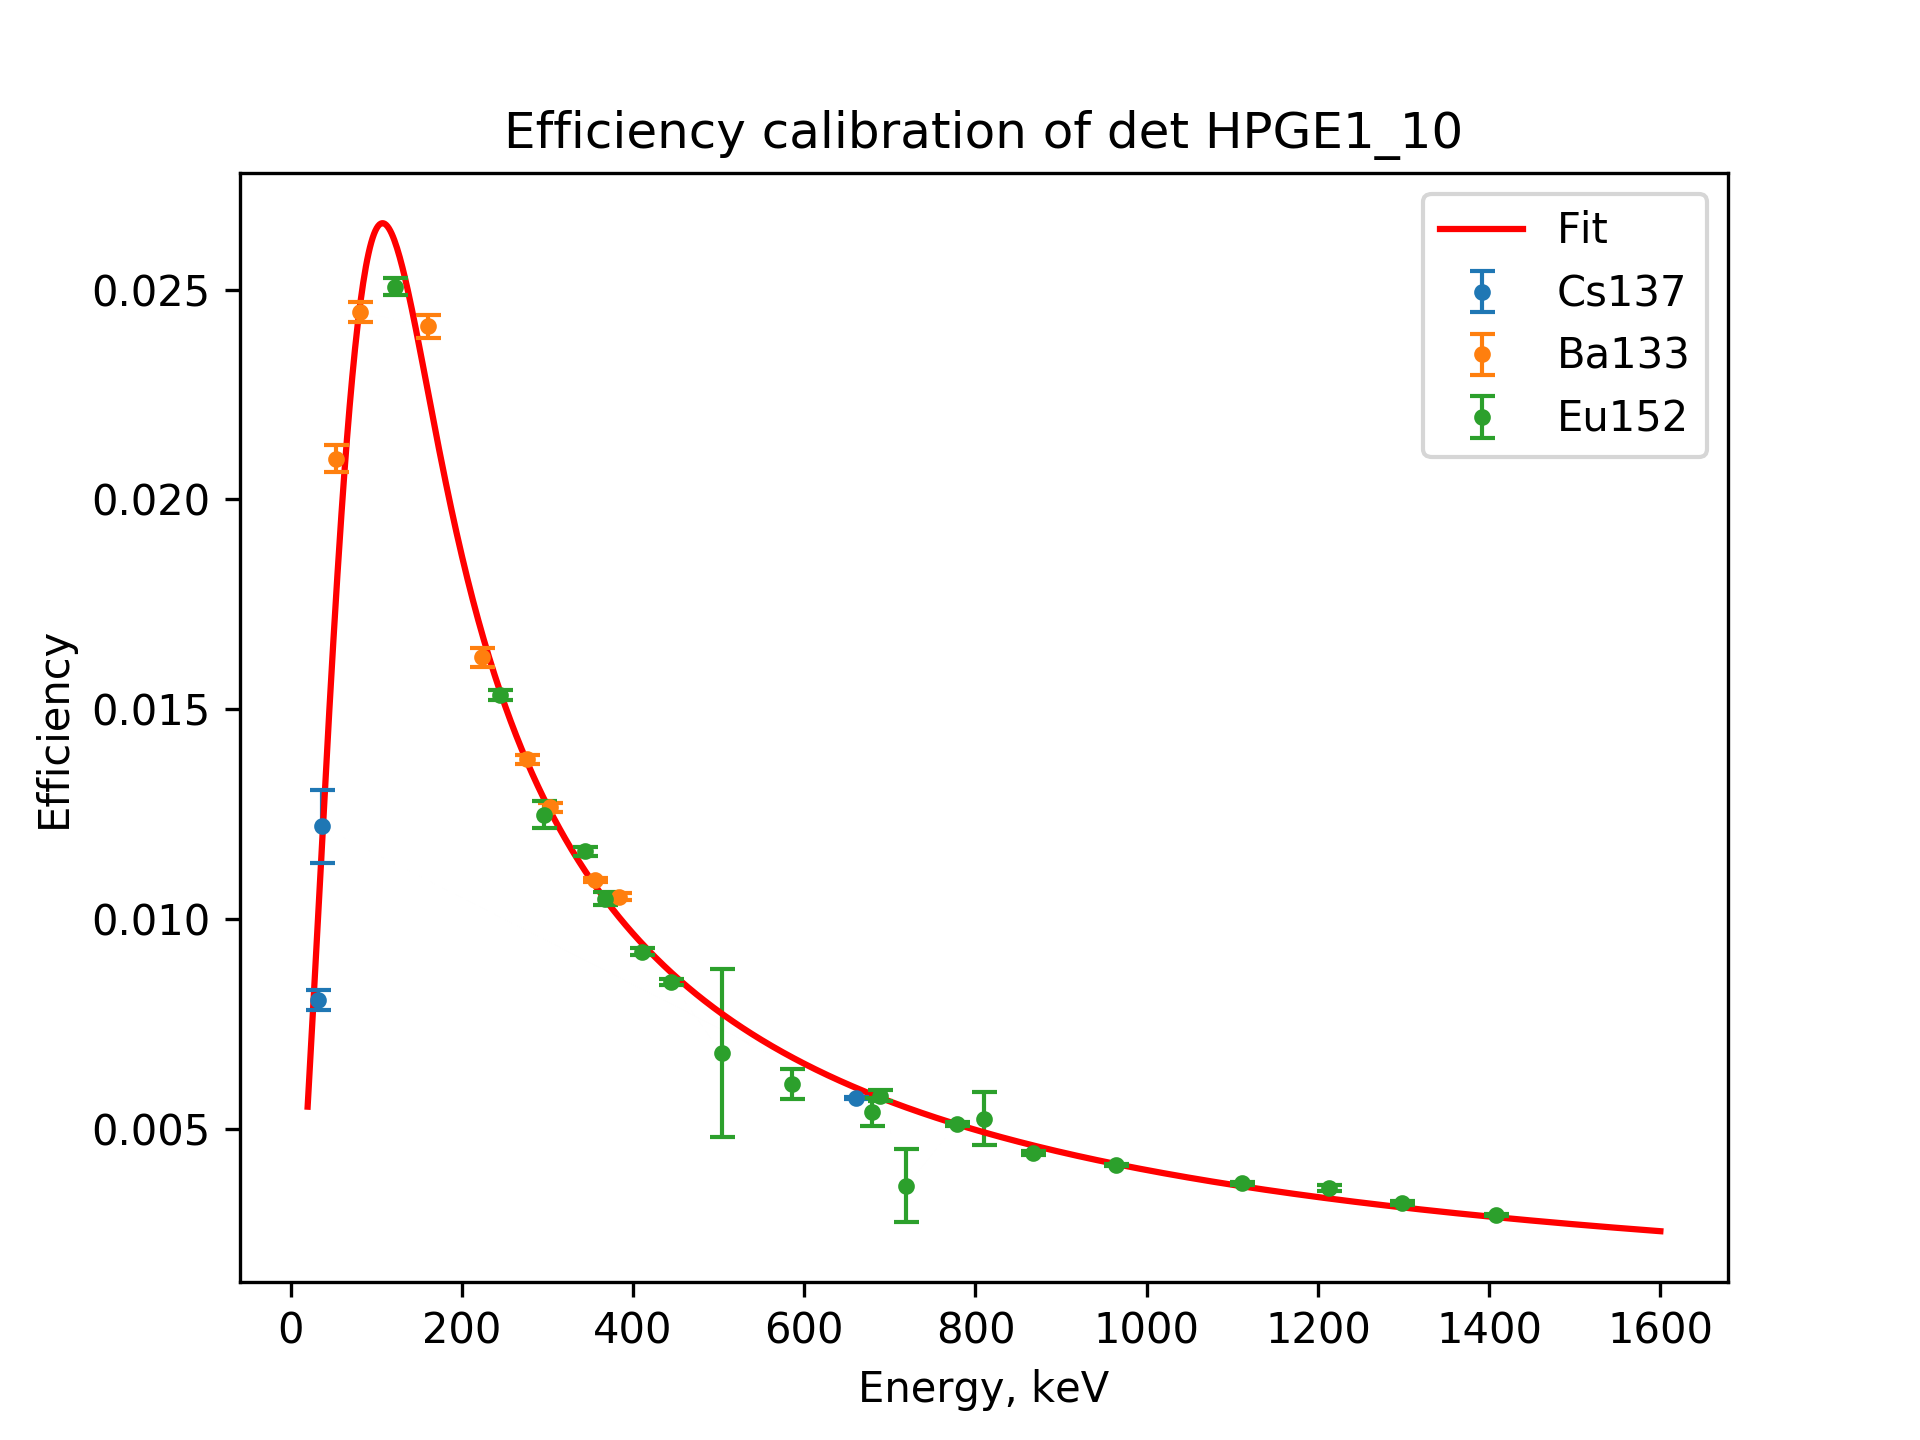 Efficiency calibration of det HPGE1_10
Fit
Cs137
Ba133
Eu152
0.025
0.020
0.015
0.010
0.005
Efficiency
0 200 400 600 800 1000 1200 1400 1600
Energy, keV